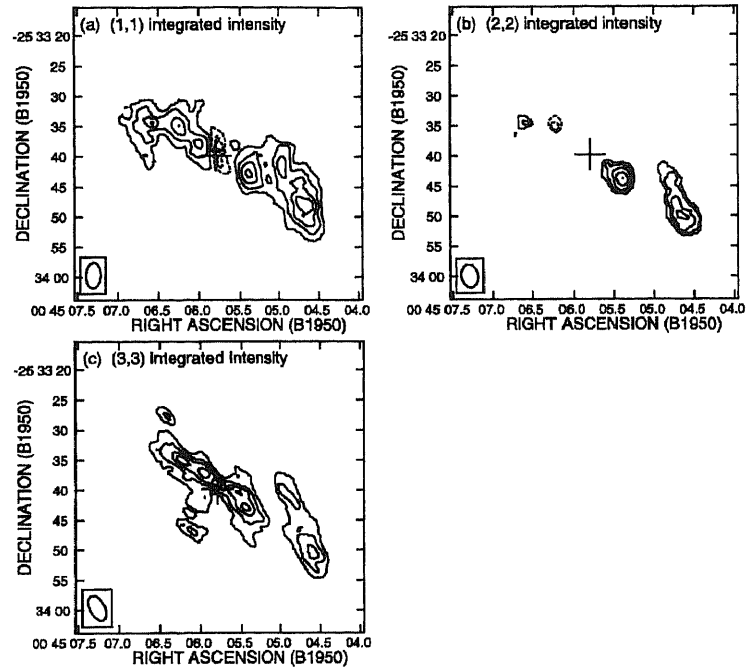 (a) (1,1) integrated intensity
-25 33 20
25
30
35
40
45
50
55
34 00
DECLINATION (B1950)
00 45 07.5 07.0 06.5 06.0 05.5 05.0 04.5 04.0
RIGHT ASCENSION (B1950)
(b) (2,2) integrated intensity
-25 33 20
25
30
35
40
45
50
55
34 00
DECLINATION (B1950)
00 45 07.5 07.0 06.5 06.0 05.5 05.0 04.5 04.0
RIGHT ASCENSION (B1950)
(c) (3,3) integrated intensity
-25 33 20
25
30
35
40
45
50
55
34 00
DECLINATION (B1950)
00 45 07.5 07.0 06.5 06.0 05.5 05.0 04.5 04.0
RIGHT ASCENSION (B1950)